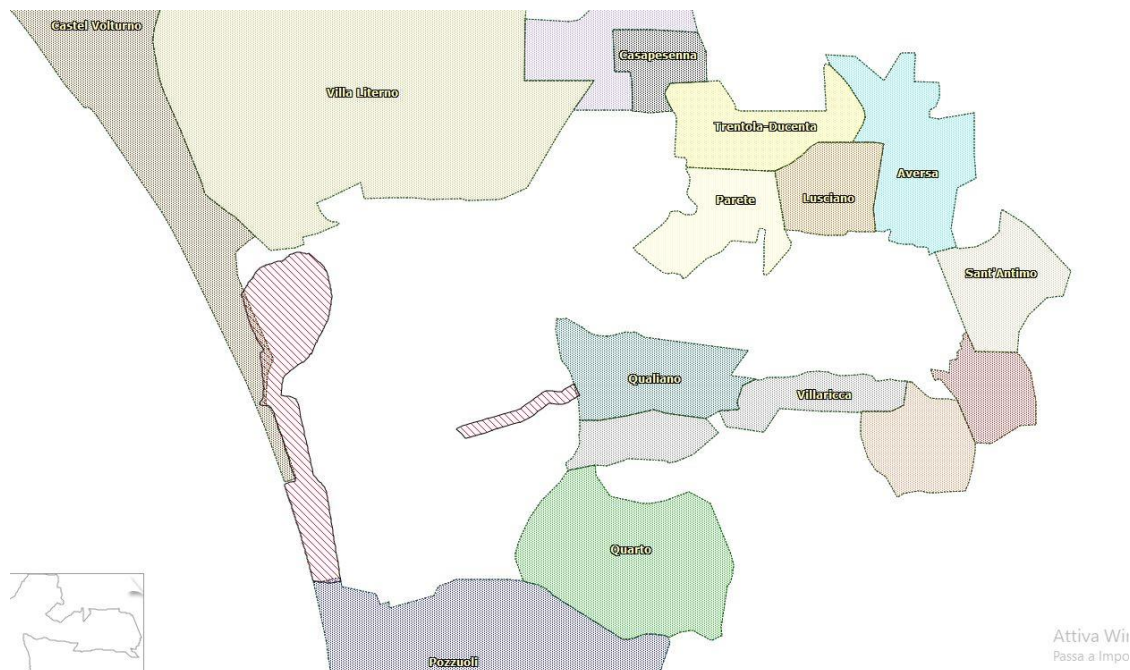 Castel Volturno
Casapesenna
Villa Literno
Trentola-Ducenta
Aversa
Parete
Lusciano
Sant'Antimo
Qualiano
Villaricca
Quarto
Attiva Win
Passa a Impo
Pozzuoli